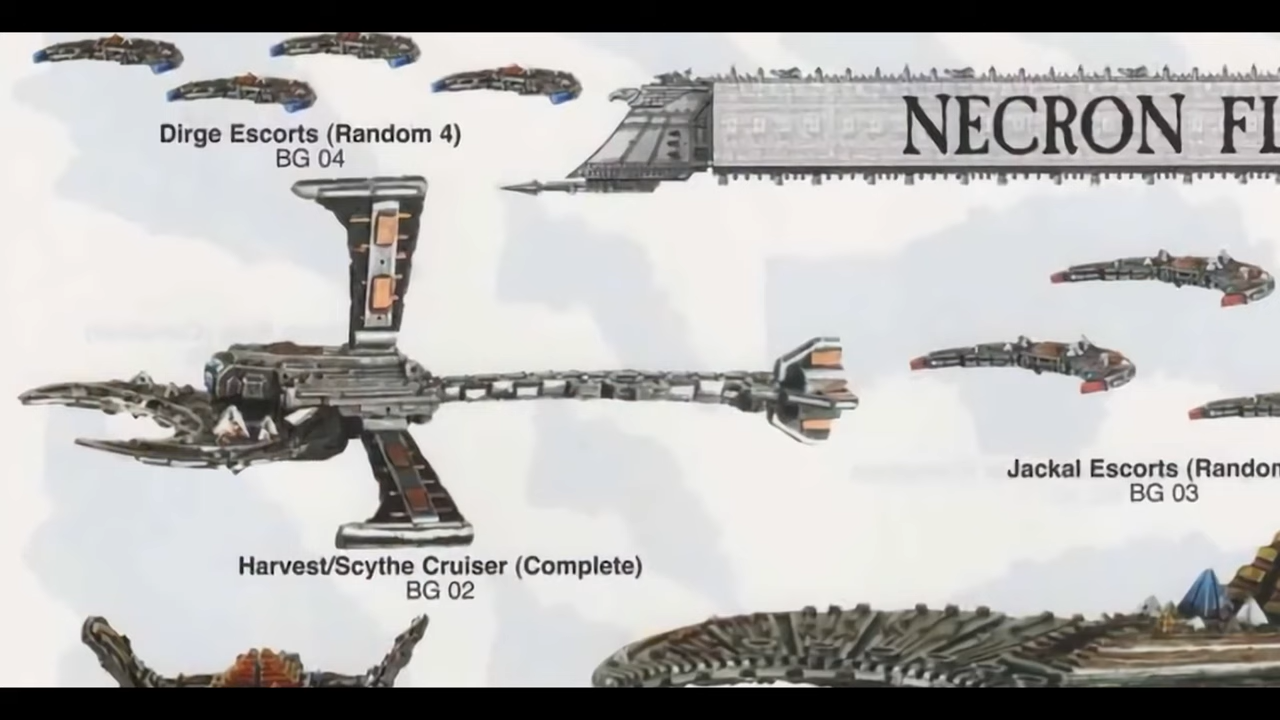 Dirge Escorts (Random 4)
BG 04
NECRON FL
Harvest/Scythe Cruiser (Complete)
BG 02
Jackal Escorts (Random
BG 03